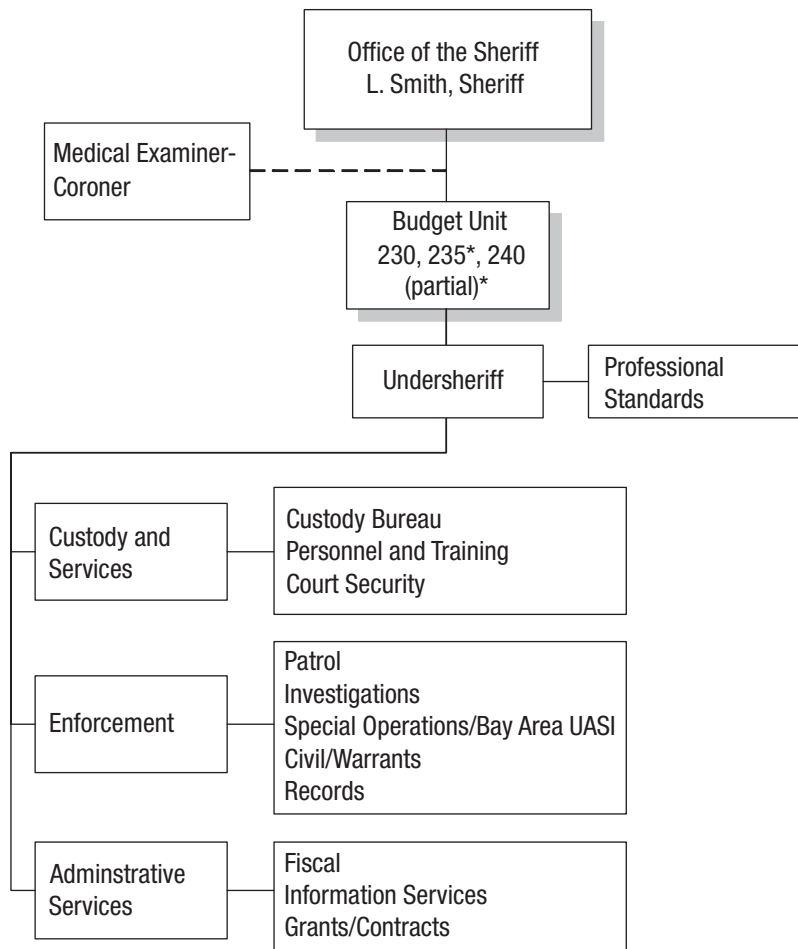 Office of the Sheriff
L. Smith, Sheriff
Medical Examiner-
Coroner
Budget Unit
230, 235*, 240
(partial)*
Undersheriff
Professional
Standards
Custody and
Services
Custody Bureau
Personnel and Training
Court Security
Enforcement
Patrol
Investigations
Special Operations/Bay Area UASI
Civil/Warrants
Records
Adminstrative
Services
Fiscal
Information Services
Grants/Contracts